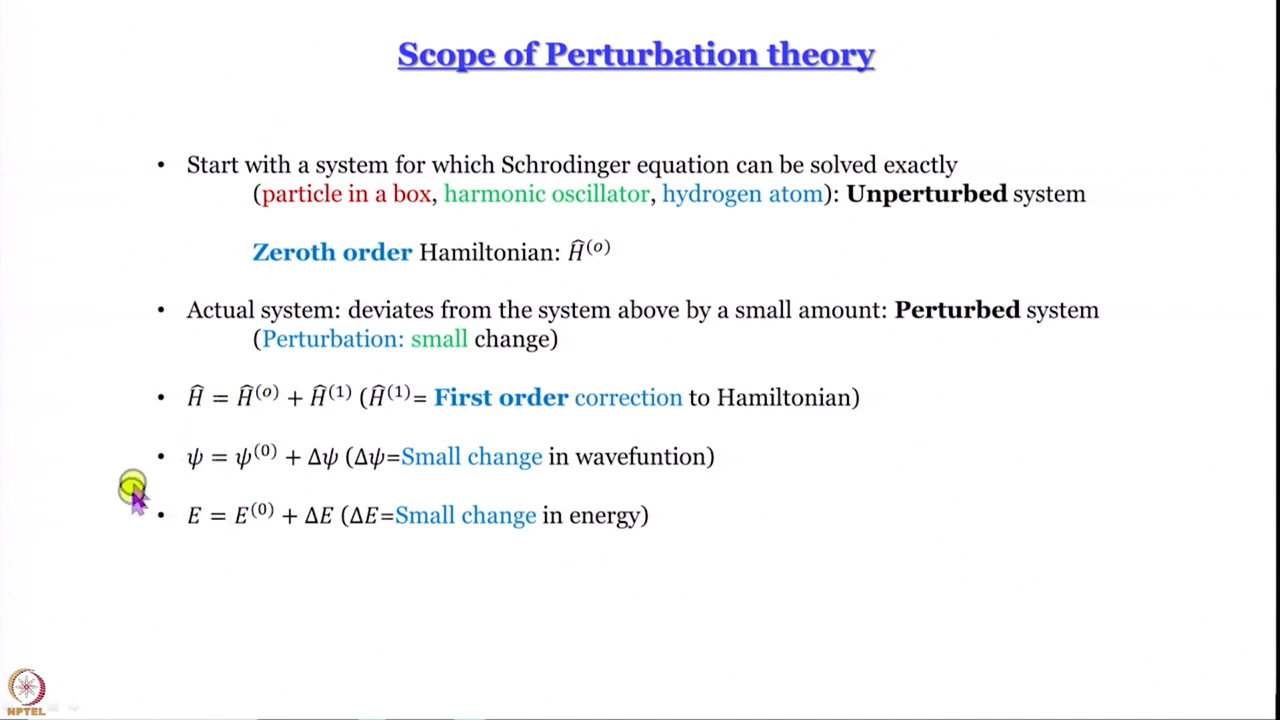 Scope of Perturbation theory
• Start with a system for which Schrodinger equation can be solved exactly
(particle in a box, harmonic oscillator, hydrogen atom): Unperturbed system
Zeroth order Hamiltonian: Ĥ⁽ᵒ⁾
• Actual system: deviates from the system above by a small amount: Perturbed system
(Perturbation: small change)
• Ĥ = Ĥ⁽ᵒ⁾ + Ĥ⁽¹⁾ (Ĥ⁽¹⁾= First order correction to Hamiltonian)
• ψ = ψ⁽⁰⁾ + Δψ (Δψ=Small change in wavefuntion)
• E = E⁽⁰⁾ + ΔE (ΔE=Small change in energy)
NPTEL